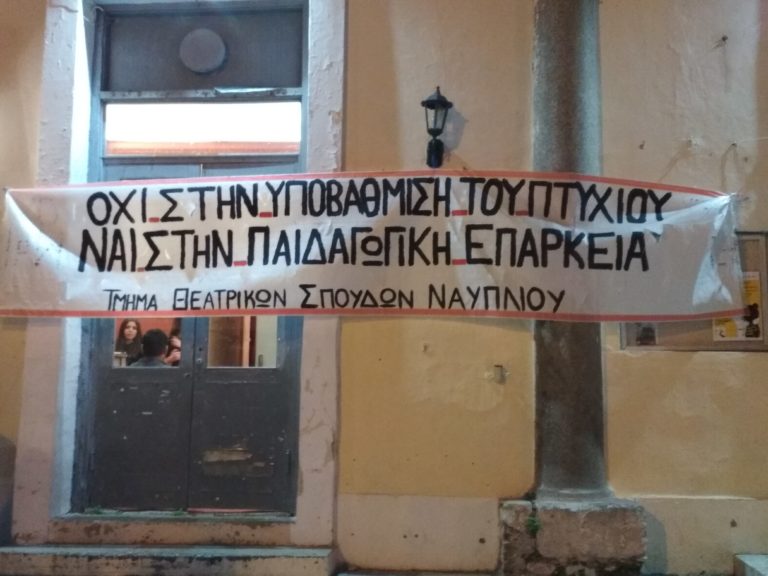 ΟΧΙ ΣΤΗΝ ΥΠΟΒΑΘΜΙΣΗ ΤΟΥ ΠΤΥΧΙΟΥ
ΝΑΙ ΣΤΗΝ ΠΑΙΔΑΓΩΓΙΚΗ ΕΠΑΡΚΕΙΑ
ΤΜΗΜΑ ΘΕΑΤΡΙΚΩΝ ΣΠΟΥΔΩΝ ΝΑΥΠΛΙΟΥ